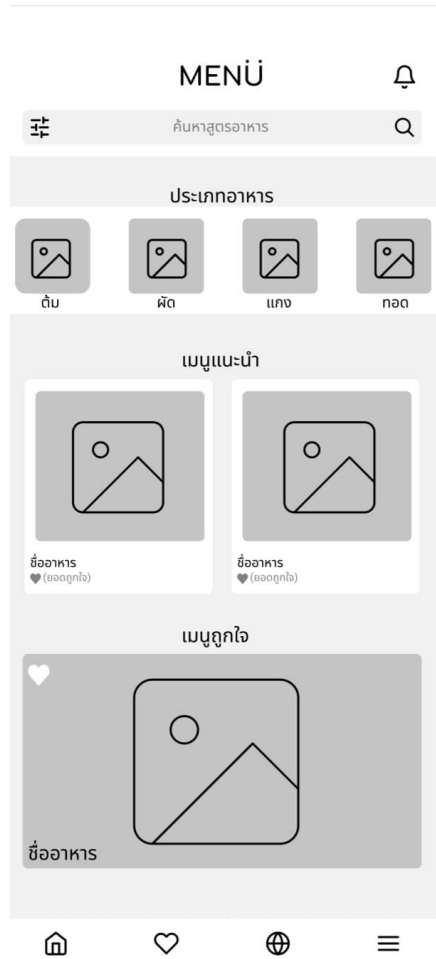 MENÜ
ค้นหาสูตรอาหาร
ประเภทอาหาร
ต้ม ผัด แกง ทอด
เมนูแนะนำ
ชื่ออาหาร ชื่ออาหาร
(ยอดถูกใจ) (ยอดถูกใจ)
เมนูถูกใจ
ชื่ออาหาร